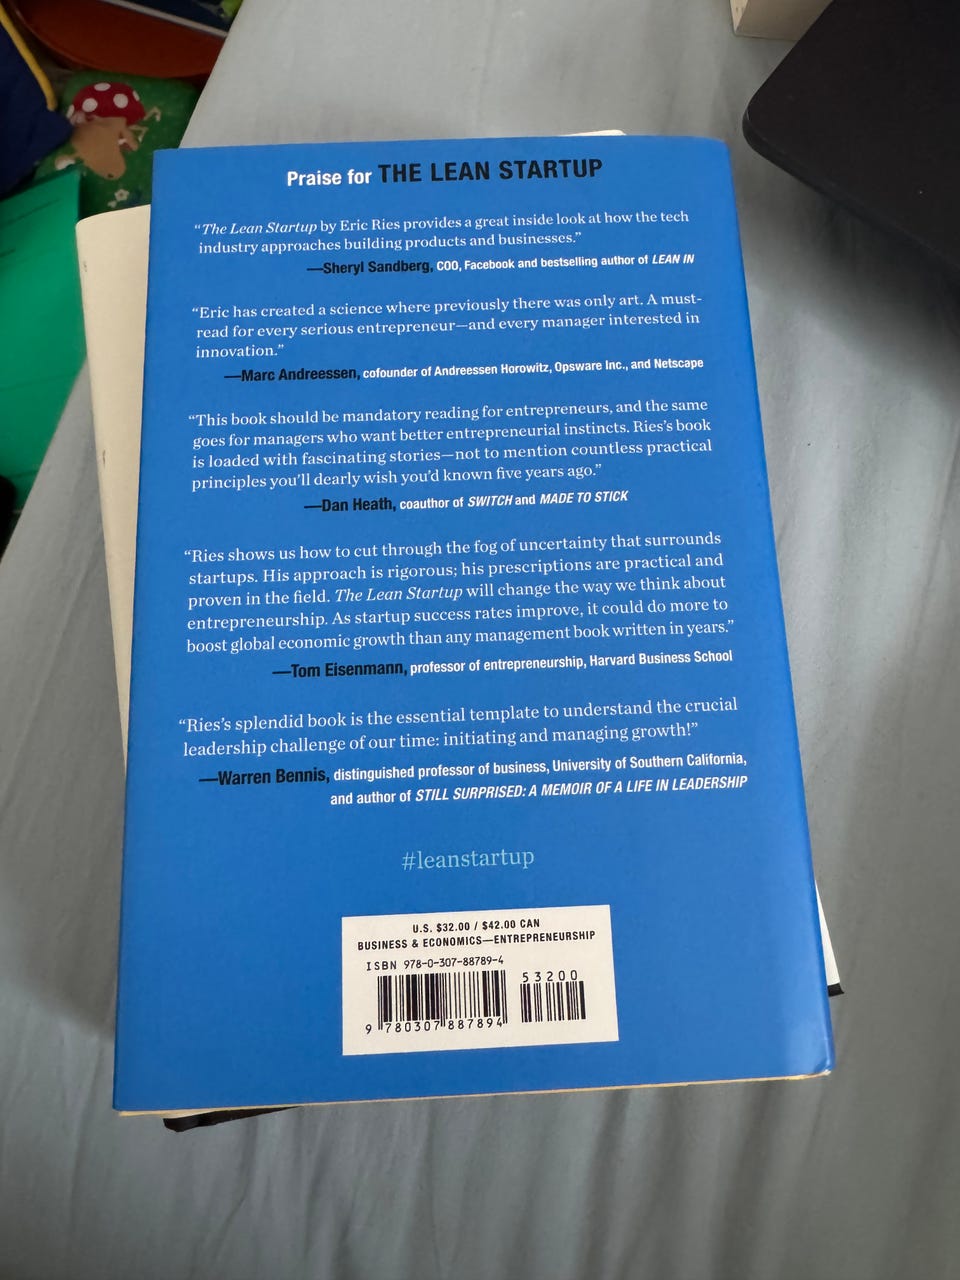 Praise for THE LEAN STARTUP
“The Lean Startup by Eric Ries provides a great inside look at how the tech
industry approaches building products and businesses.”
—Sheryl Sandberg, COO, Facebook and bestselling author of LEAN IN
“Eric has created a science where previously there was only art. A must-
read for every serious entrepreneur—and every manager interested in
innovation.”
—Marc Andreessen, cofounder of Andreessen Horowitz, Opsware Inc., and Netscape
“This book should be mandatory reading for entrepreneurs, and the same
goes for managers who want better entrepreneurial instincts. Ries’s book
is loaded with fascinating stories—not to mention countless practical
principles you’ll dearly wish you’d known five years ago.”
—Dan Heath, coauthor of SWITCH and MADE TO STICK
“Ries shows us how to cut through the fog of uncertainty that surrounds
startups. His approach is rigorous; his prescriptions are practical and
proven in the field. The Lean Startup will change the way we think about
entrepreneurship. As startup success rates improve, it could do more to
boost global economic growth than any management book written in years.”
—Tom Eisenmann, professor of entrepreneurship, Harvard Business School
“Ries’s splendid book is the essential template to understand the crucial
leadership challenge of our time: initiating and managing growth!”
—Warren Bennis, distinguished professor of business, University of Southern California,
and author of STILL SURPRISED: A MEMOIR OF A LIFE IN LEADERSHIP
#leanstartup
U.S. $32.00 / $42.00 CAN
BUSINESS & ECONOMICS—ENTREPRENEURSHIP
ISBN 978-0-307-88789-4
53200
9 780307 887894